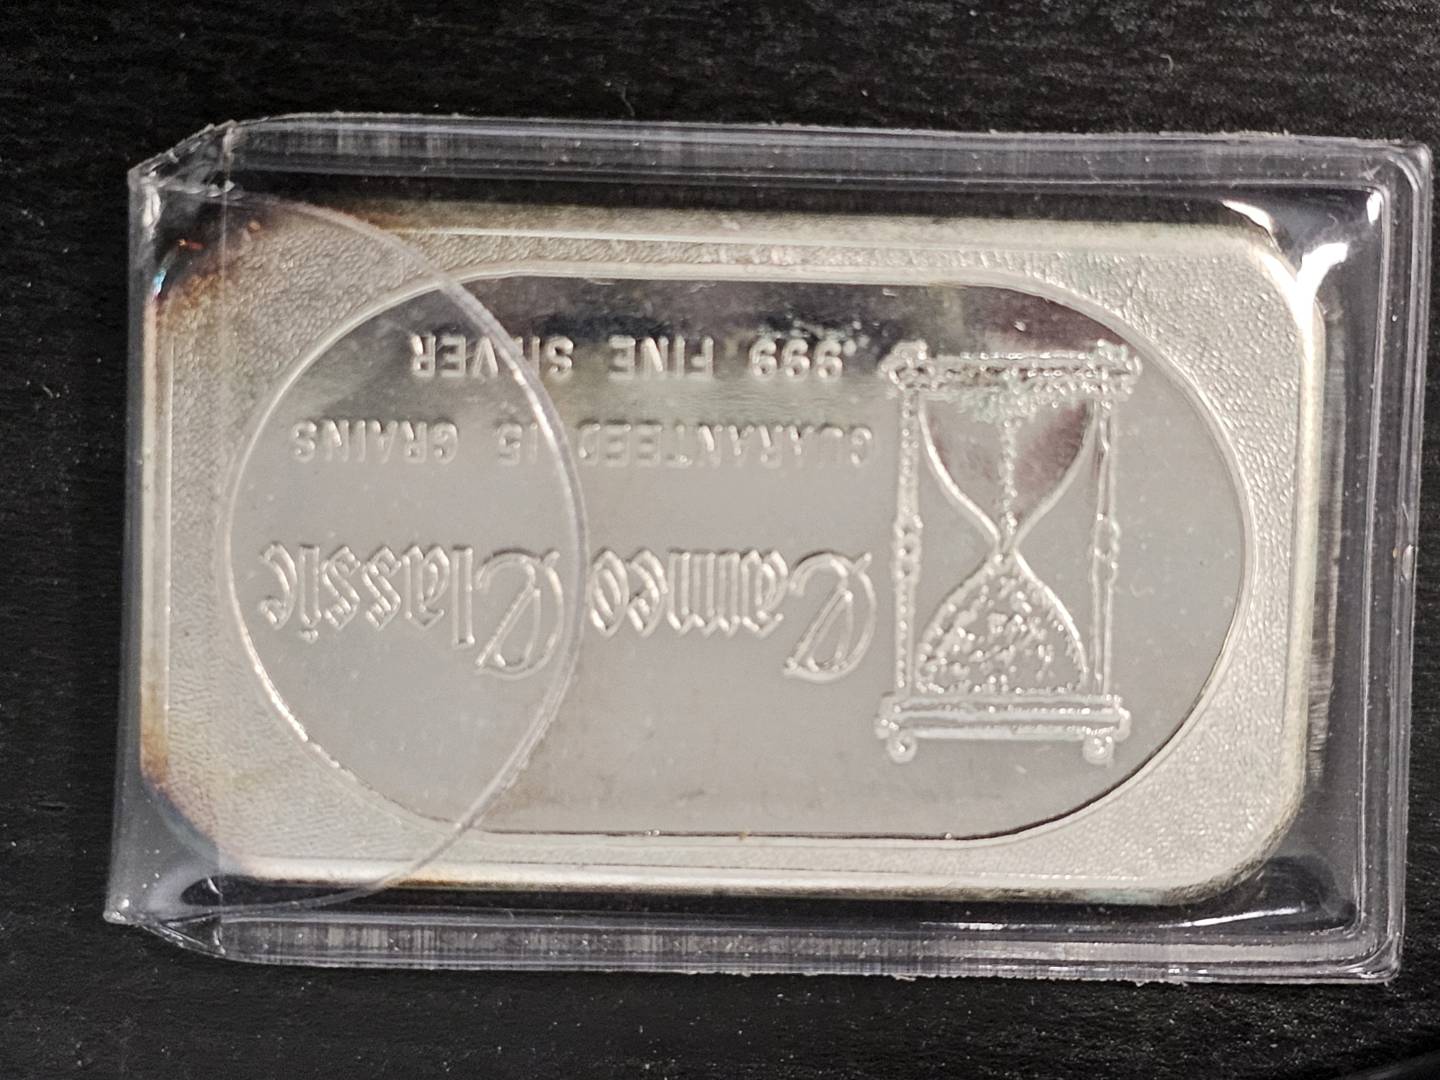 Cameo Classic
GUARANTEED 15 GRAINS
.999 FINE SILVER